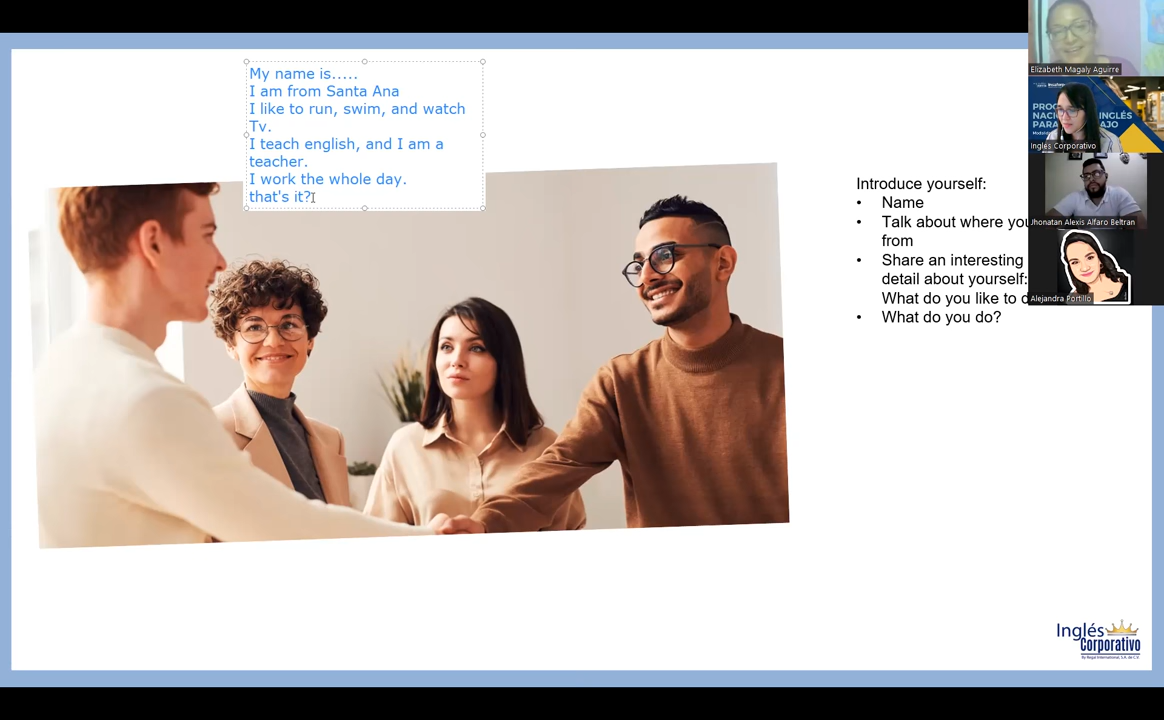 My name is.....
I am from Santa Ana
I like to run, swim, and watch
Tv.
I teach english, and I am a
teacher.
I work the whole day.
that's it?
Introduce yourself:
• Name
• Talk about where you
from
• Share an interesting
detail about yourself:
What do you like to d
• What do you do?
Elizabeth Magaly Aguirre
INGLÉS
Inglés Corporativo
Jhonatan Alexis Alfaro Beltran
Alejandra Portillo
Inglés
Corporativo